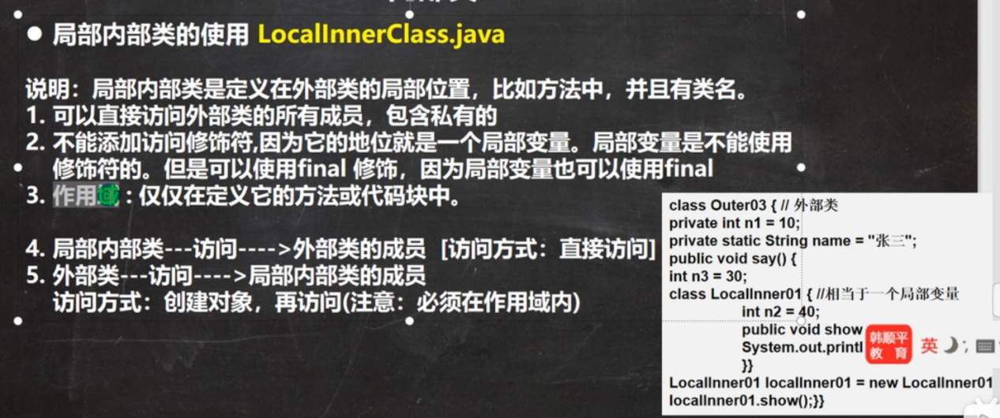 ● 局部内部类的使用 LocalInnerClass.java
说明：局部内部类是定义在外部类的局部位置，比如方法中，并且有类名。
1. 可以直接访问外部类的所有成员，包含私有的
2. 不能添加访问修饰符,因为它的地位就是一个局部变量。局部变量是不能使用
修饰符的。但是可以使用final 修饰，因为局部变量也可以使用final
3. 作用域 : 仅仅在定义它的方法或代码块中。
4. 局部内部类---访问---->外部类的成员 [访问方式：直接访问]
5. 外部类---访问---->局部内部类的成员
访问方式：创建对象，再访问(注意：必须在作用域内)
class Outer03 { // 外部类
private int n1 = 10;
private static String name = "张三";
public void say() {
int n3 = 30;
class LocalInner01 { //相当于一个局部变量
int n2 = 40;
public void show
System.out.printl
}}
LocalInner01 localInner01 = new LocalInner01
localInner01.show();}}
韩顺平
教 育
英